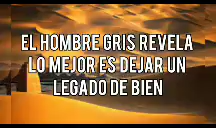 EL HOMBRE GRIS REVELA
LO MEJOR ES DEJAR UN
LEGADO DE BIEN